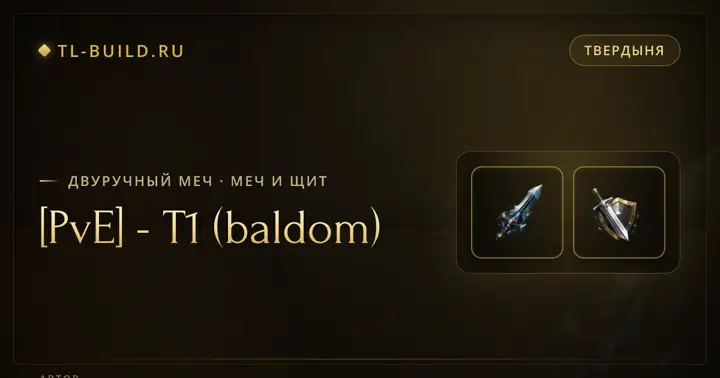 TL-BUILD.RU
ТВЕРДЫНЯ
ДВУРУЧНЫЙ МЕЧ · МЕЧ И ЩИТ
[PvE] - T1 (baldom)